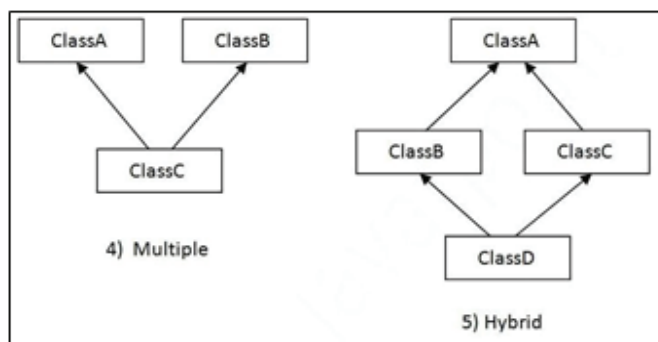 ClassA
ClassB
ClassC
4) Multiple
ClassA
ClassB
ClassC
ClassD
5) Hybrid